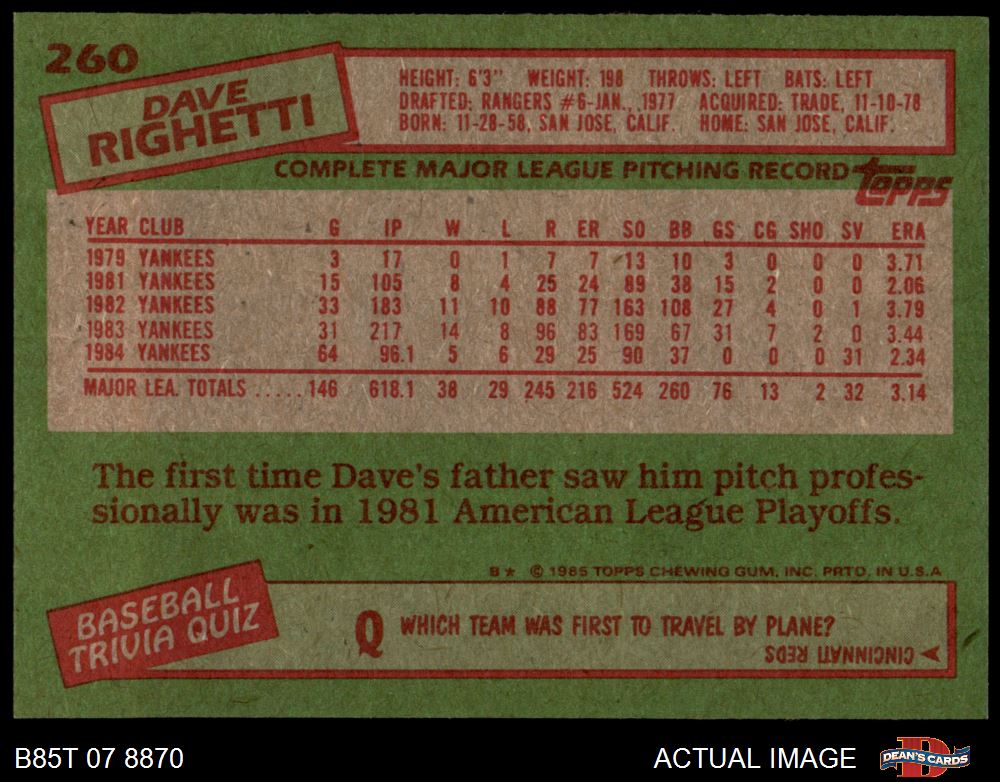 260
DAVE
RIGHETTI
HEIGHT: 6'3" WEIGHT: 198 THROWS: LEFT BATS: LEFT
DRAFTED: RANGERS #6-JAN., 1977 ACQUIRED: TRADE, 11-10-78
BORN: 11-28-58, SAN JOSE, CALIF. HOME: SAN JOSE, CALIF.
COMPLETE MAJOR LEAGUE PITCHING RECORD topps
YEAR CLUB G IP W L R ER SO BB GS CG SHO SV ERA
1979 YANKEES 3 17 0 1 7 7 13 10 3 0 0 0 3.71
1981 YANKEES 15 105 8 4 25 24 89 38 15 2 0 0 2.06
1982 YANKEES 33 183 11 10 88 77 163 108 27 4 0 1 3.79
1983 YANKEES 31 217 14 8 96 83 169 67 31 7 2 0 3.44
1984 YANKEES 64 96.1 5 6 29 25 90 37 0 0 0 31 2.34
MAJOR LEA. TOTALS ..... 146 618.1 38 29 245 216 524 260 76 13 2 32 3.14
The first time Dave's father saw him pitch profes-
sionally was in 1981 American League Playoffs.
B* © 1985 TOPPS CHEWING GUM, INC. PRTD. IN U.S.A
BASEBALL
TRIVIA QUIZ
Q WHICH TEAM WAS FIRST TO TRAVEL BY PLANE?
CINCINNATI REDS
B85T 07 8870 ACTUAL IMAGE D DEAN'S CARDS